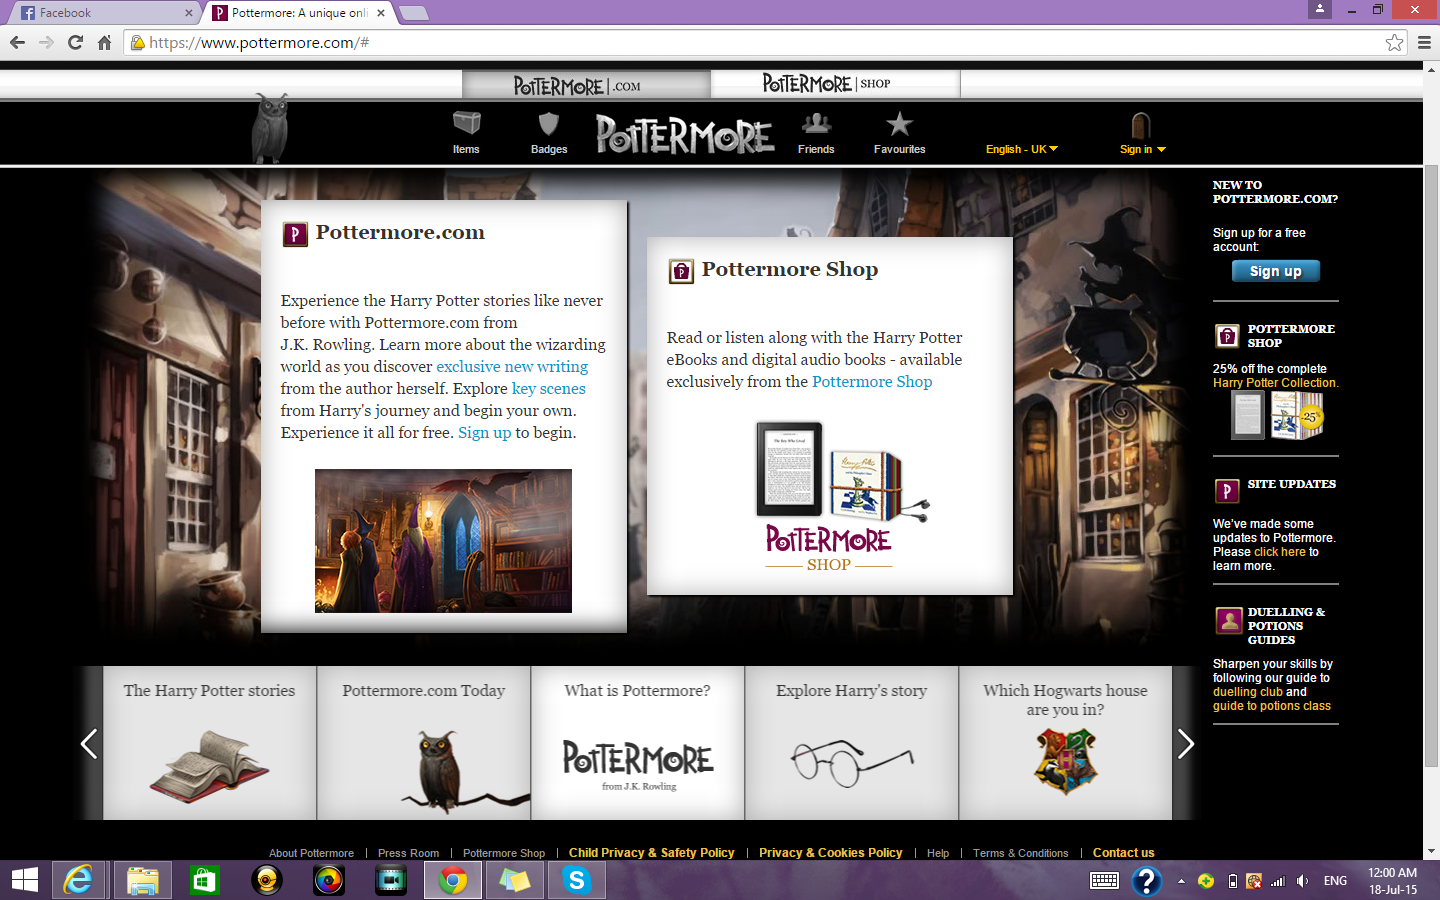 Facebook
Pottermore: A unique onli
https://www.pottermore.com/#
POTTERMORE .COM
POTTERMORE SHOP
Items
Badges
POTTERMORE
Friends
Favourites
English - UK
Sign in
Pottermore.com
Experience the Harry Potter stories like never
before with Pottermore.com from
J.K. Rowling. Learn more about the wizarding
world as you discover exclusive new writing
from the author herself. Explore key scenes
from Harry's journey and begin your own.
Experience it all for free. Sign up to begin.
Pottermore Shop
Read or listen along with the Harry Potter
eBooks and digital audio books - available
exclusively from the Pottermore Shop
The Boy Who Lived
Harry Potter
POTTERMORE
SHOP
NEW TO
POTTERMORE.COM?
Sign up for a free
account:
Sign up
POTTERMORE
SHOP
25% off the complete
Harry Potter Collection.
-25%
SITE UPDATES
We've made some
updates to Pottermore.
Please click here to
learn more.
DUELLING &
POTIONS
GUIDES
Sharpen your skills by
following our guide to
duelling club and
guide to potions class
The Harry Potter stories
Pottermore.com Today
What is Pottermore?
POTTERMORE
from J.K. Rowling
Explore Harry's story
Which Hogwarts house
are you in?
About Pottermore
Press Room
Pottermore Shop
Child Privacy & Safety Policy
Privacy & Cookies Policy
Help
Terms & Conditions
Contact us
ENG
12:00 AM
18-Jul-15